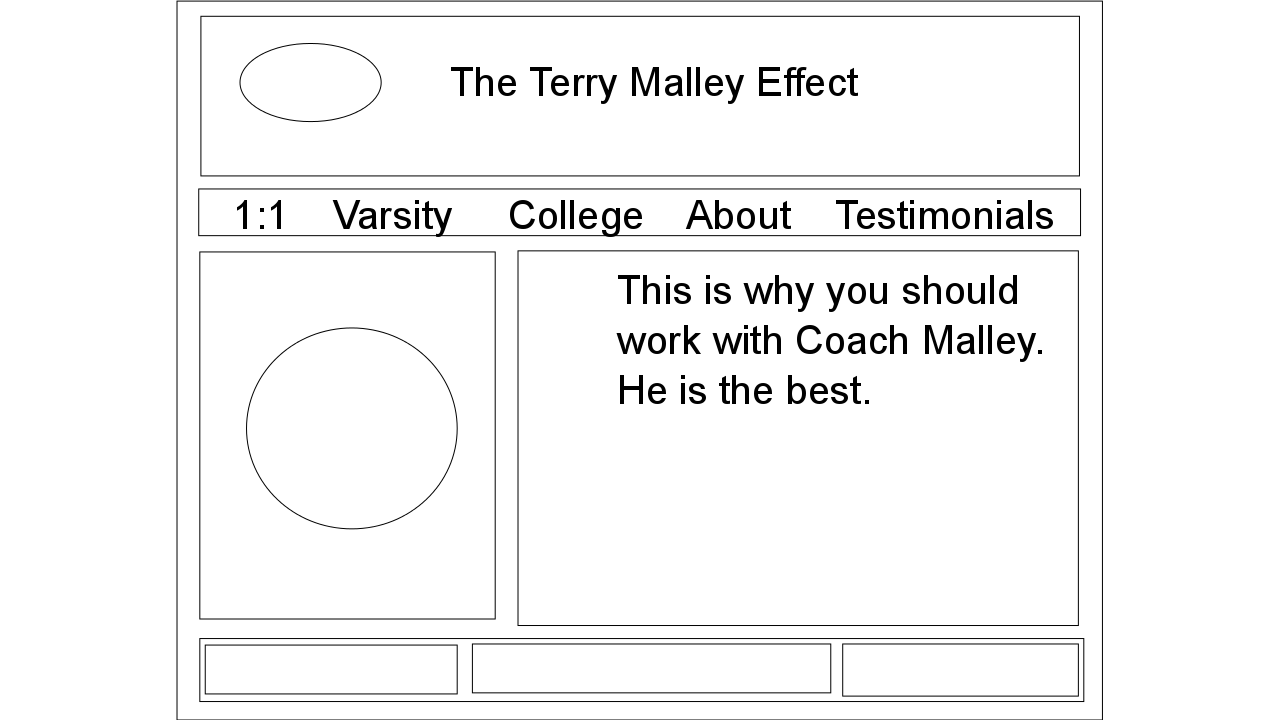 The Terry Malley Effect
1:1 Varsity College About Testimonials
This is why you should
work with Coach Malley.
He is the best.